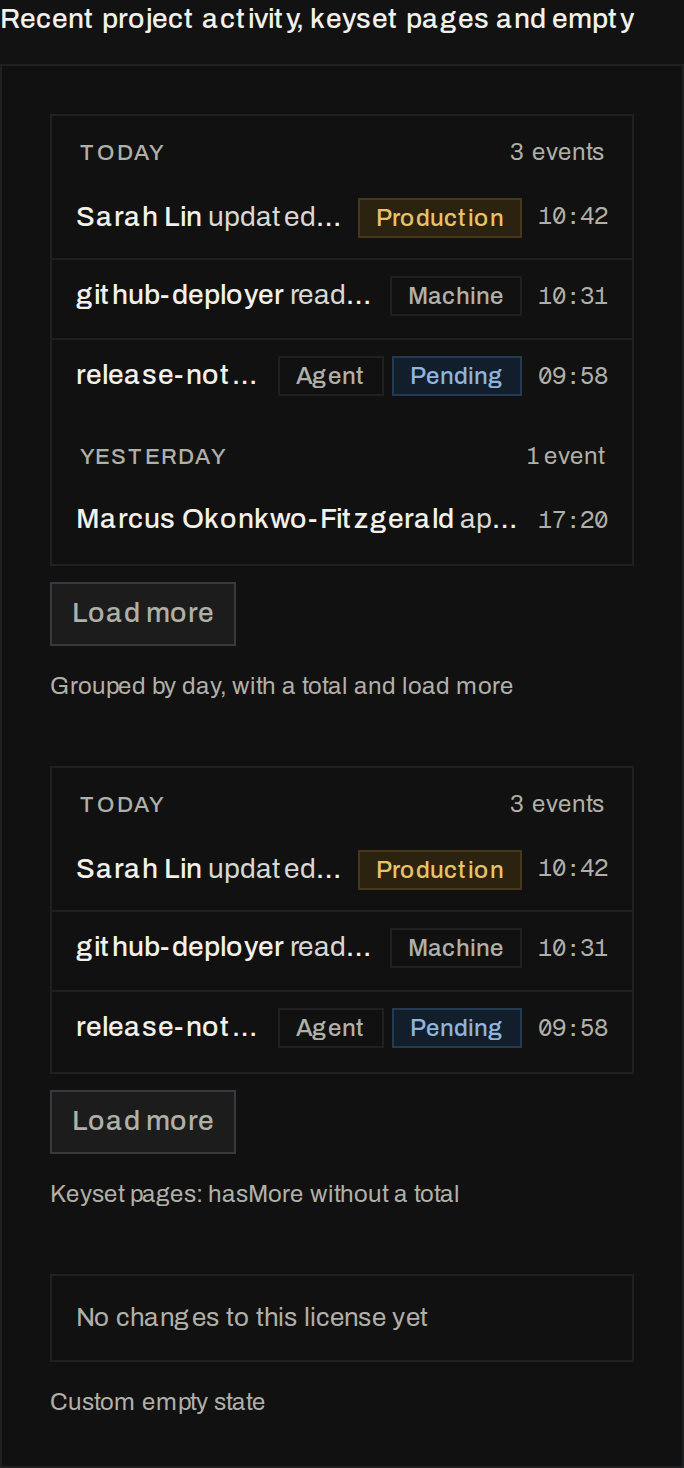 Recent project activity, keyset pages and empty
TODAY 3 events
Sarah Lin updated... Production 10:42
github-deployer read... Machine 10:31
release-not... Agent Pending 09:58
YESTERDAY 1 event
Marcus Okonkwo-Fitzgerald ap... 17:20
Load more
Grouped by day, with a total and load more
TODAY 3 events
Sarah Lin updated... Production 10:42
github-deployer read... Machine 10:31
release-not... Agent Pending 09:58
Load more
Keyset pages: hasMore without a total
No changes to this license yet
Custom empty state